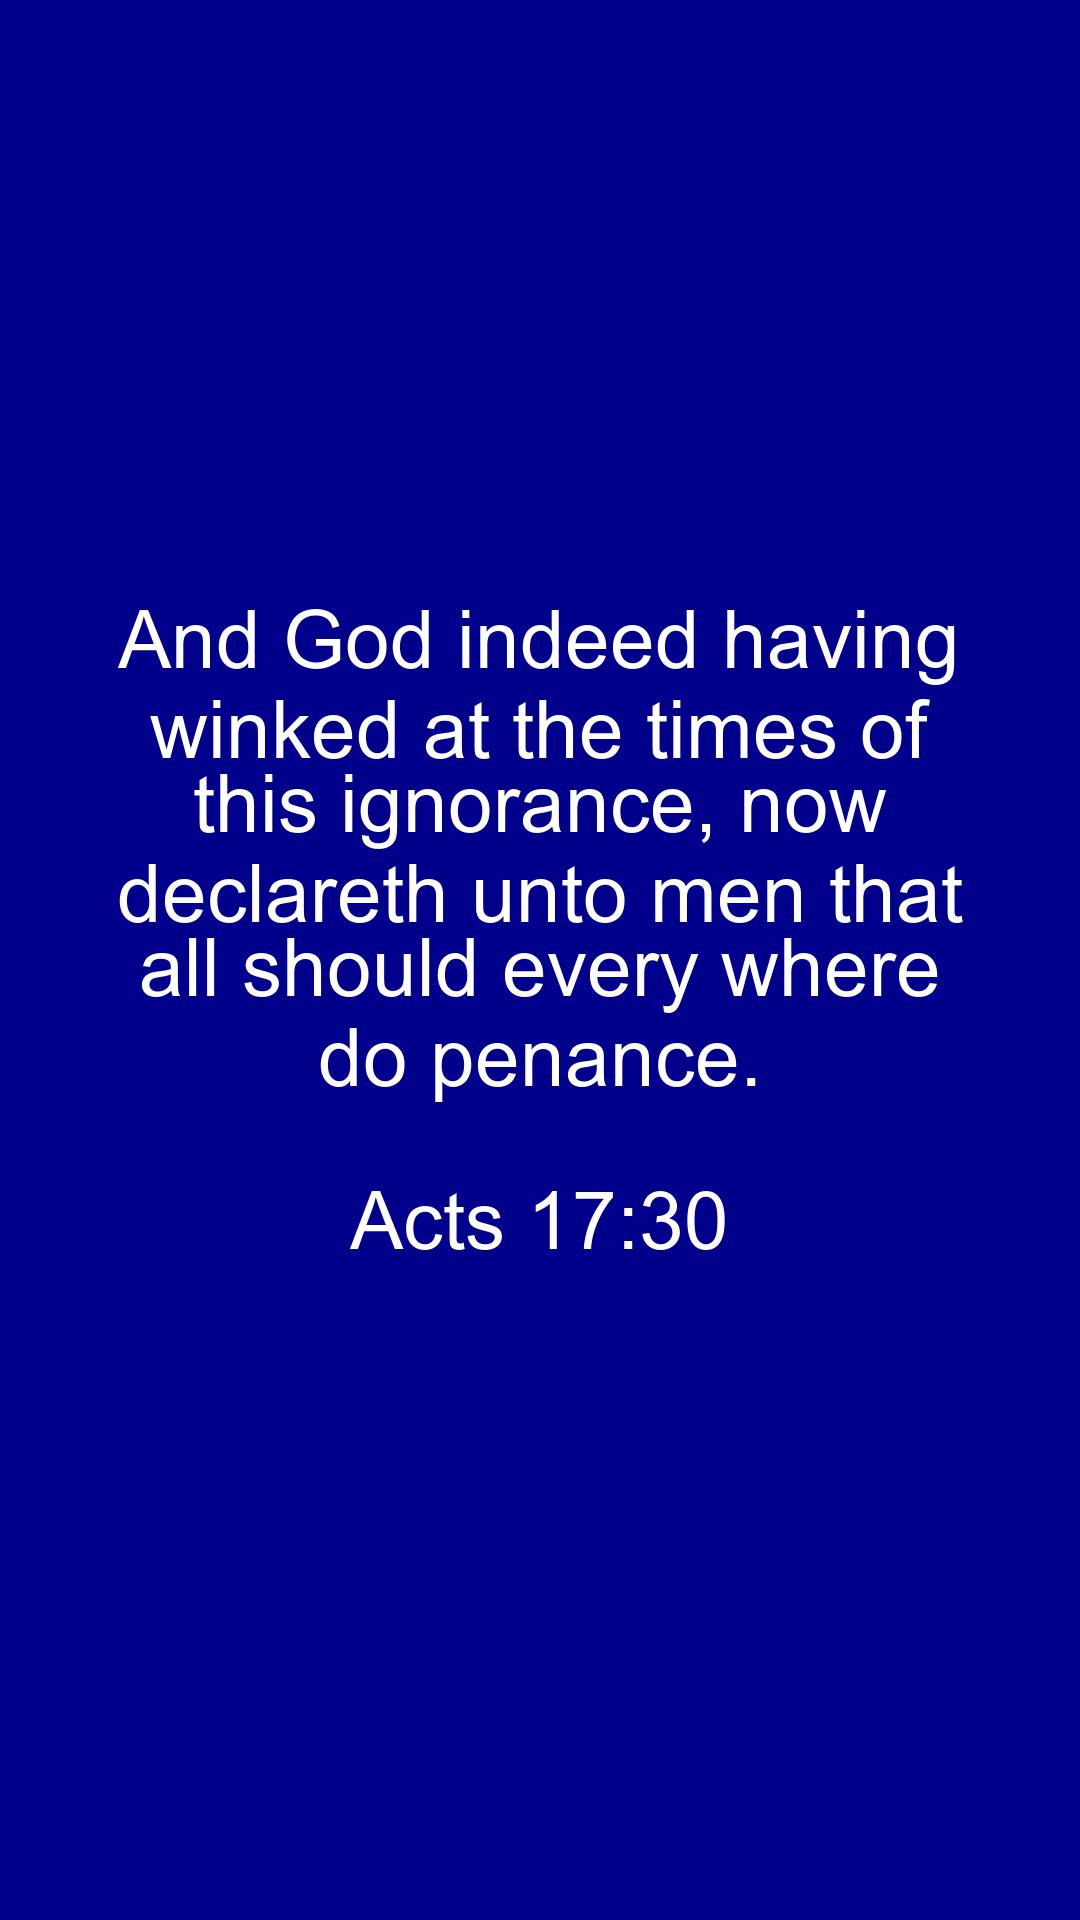 And God indeed having
winked at the times of
this ignorance, now
declareth unto men that
all should every where
do penance.
Acts 17:30